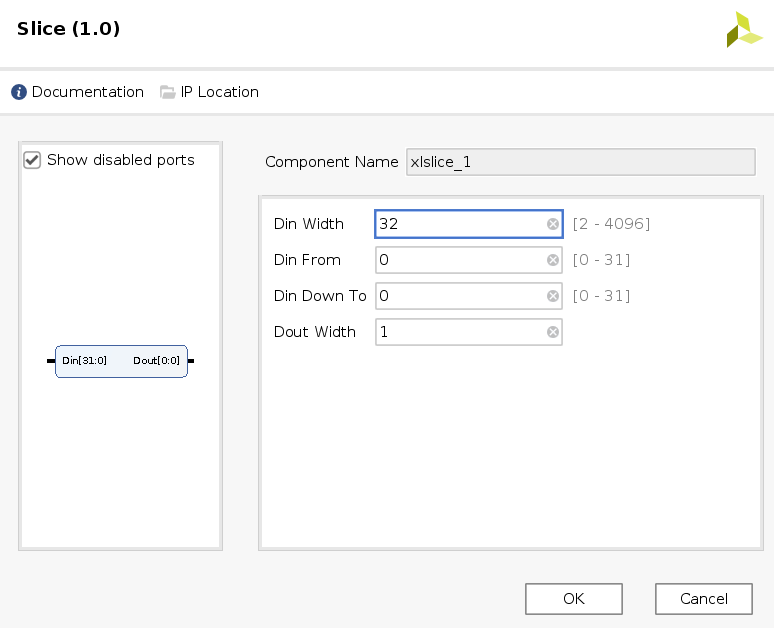 Slice (1.0)
Documentation IP Location
Show disabled ports
Component Name xlslice_1
Din Width 32 [2 - 4096]
Din From 0 [0 - 31]
Din Down To 0 [0 - 31]
Dout Width 1
Din[31:0] Dout[0:0]
OK Cancel